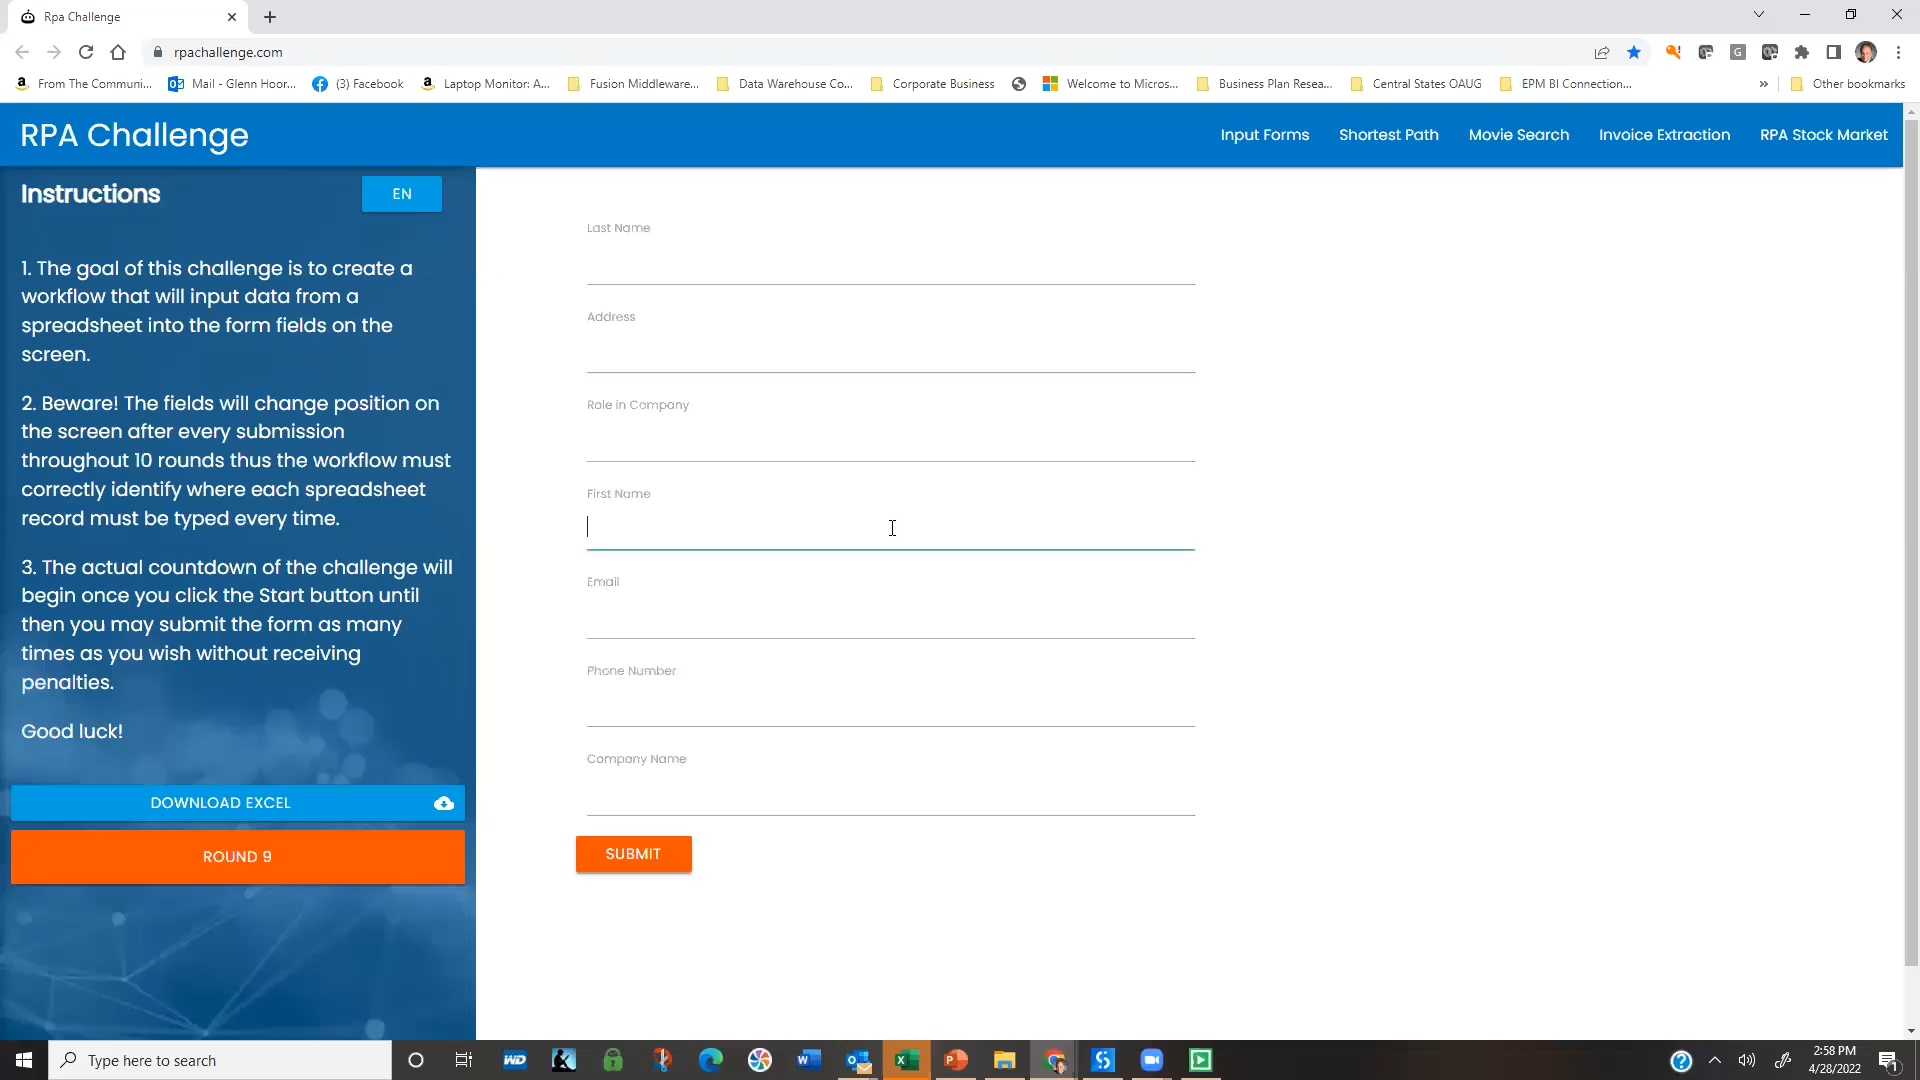 Rpa Challenge
rpachallenge.com
From The Communi...
Mail - Glenn Hoor...
(3) Facebook
Laptop Monitor: A...
Fusion Middleware...
Data Warehouse Co...
Corporate Business
Welcome to Micros...
Business Plan Resea...
Central States OAUG
EPM BI Connection...
»
Other bookmarks
RPA Challenge
Input Forms
Shortest Path
Movie Search
Invoice Extraction
RPA Stock Market
Instructions
EN
1. The goal of this challenge is to create a
workflow that will input data from a
spreadsheet into the form fields on the
screen.
2. Beware! The fields will change position on
the screen after every submission
throughout 10 rounds thus the workflow must
correctly identify where each spreadsheet
record must be typed every time.
3. The actual countdown of the challenge will
begin once you click the Start button until
then you may submit the form as many
times as you wish without receiving
penalties.
Good luck!
DOWNLOAD EXCEL
ROUND 9
Last Name
Address
Role in Company
First Name
Email
Phone Number
Company Name
SUBMIT
Type here to search
2:58 PM
4/28/2022